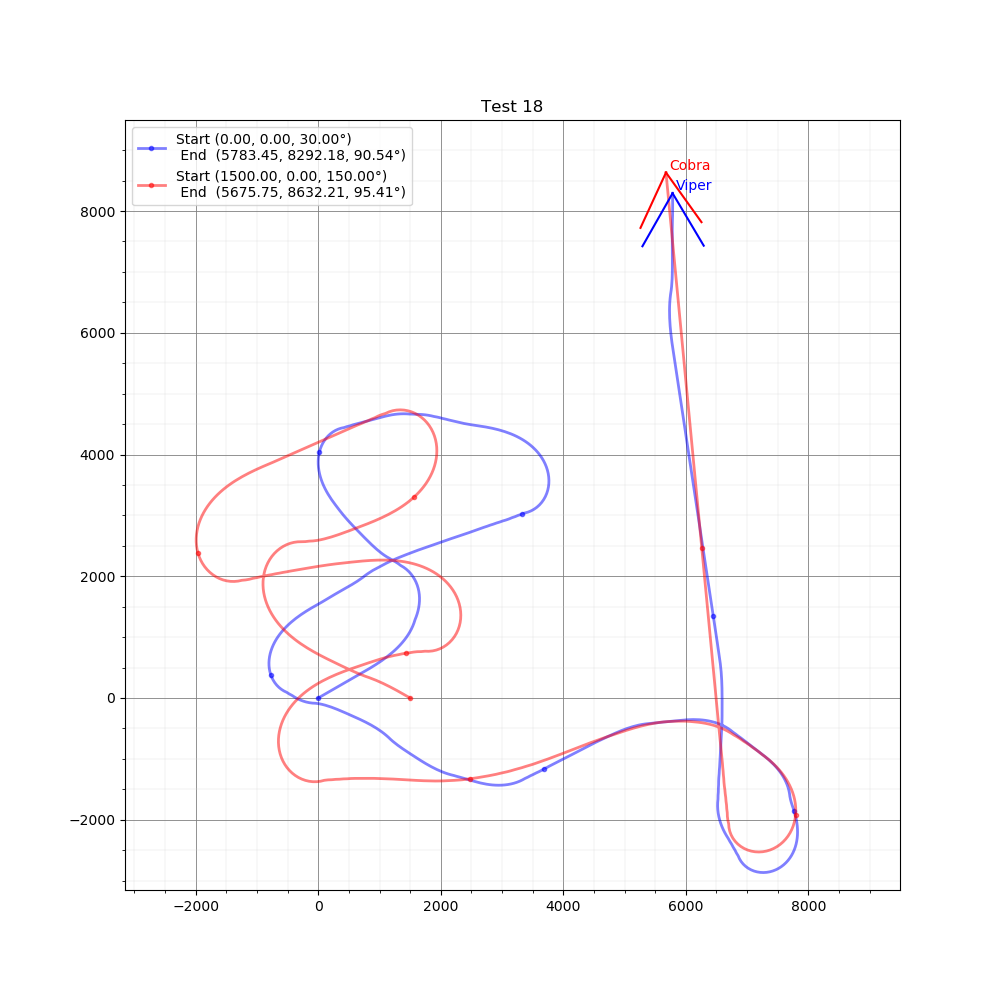 Test 18
Start (0.00, 0.00, 30.00°)
End (5783.45, 8292.18, 90.54°)
Start (1500.00, 0.00, 150.00°)
End (5675.75, 8632.21, 95.41°)
Cobra
Viper
8000
6000
4000
2000
0
−2000
−2000
0
2000
4000
6000
8000